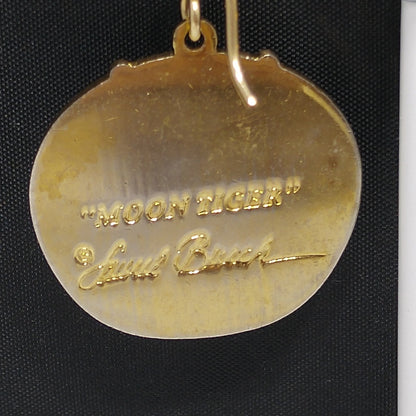 "MOON TIGER"
© Laurel Burch